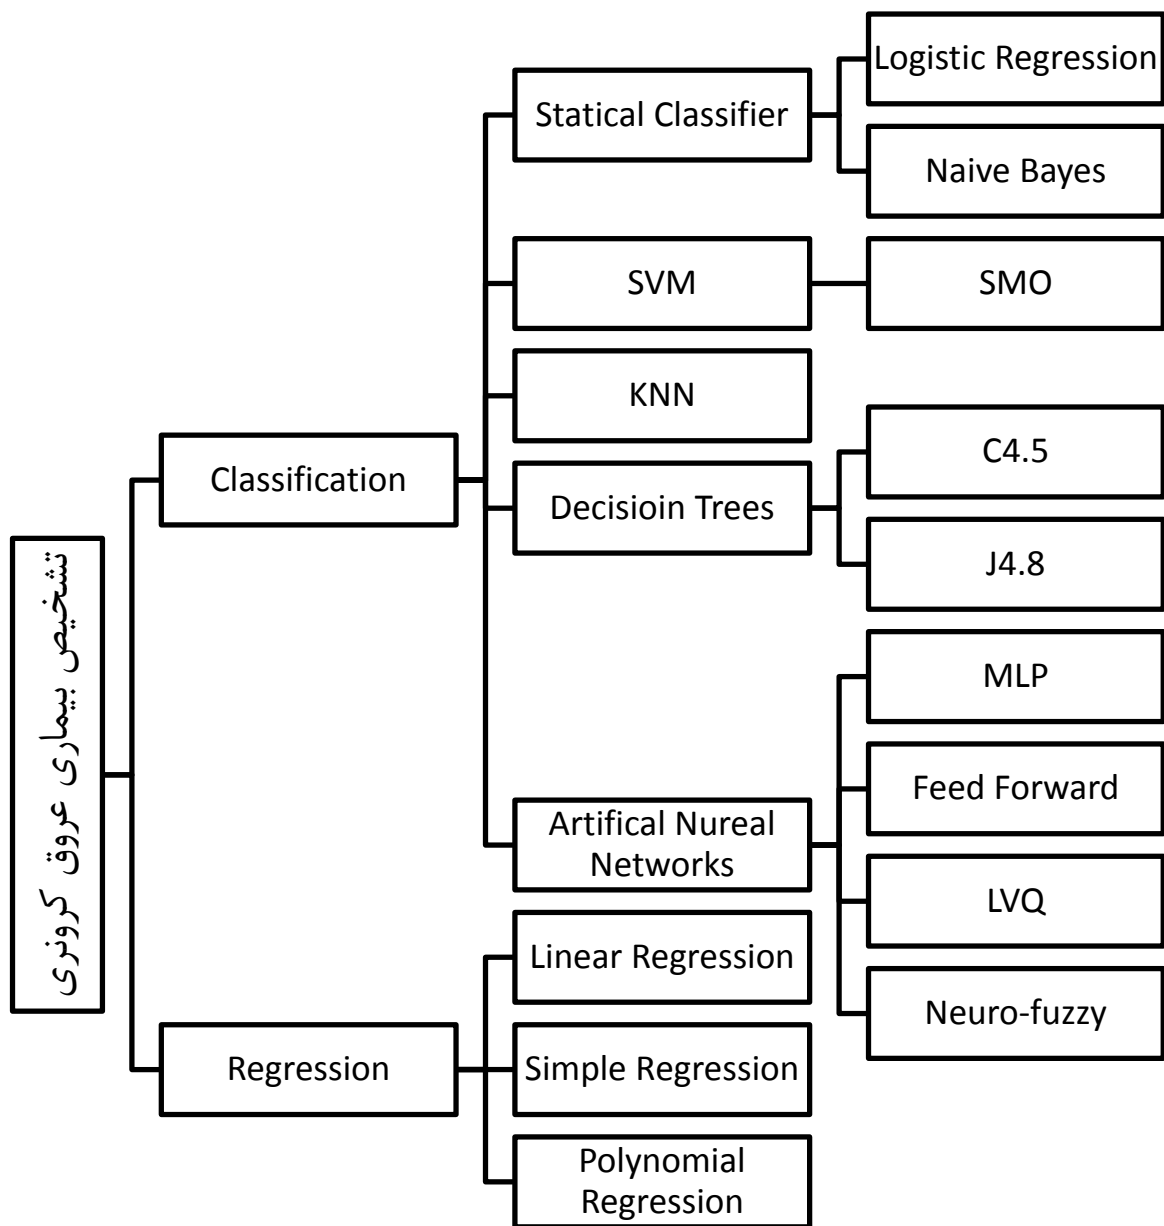 تشخیص بیماری عروق کرونری
Classification
Statical Classifier
Logistic Regression
Naive Bayes
SVM
SMO
KNN
Decisioin Trees
C4.5
J4.8
Artifical Nureal
Networks
MLP
Feed Forward
LVQ
Neuro-fuzzy
Regression
Linear Regression
Simple Regression
Polynomial
Regression